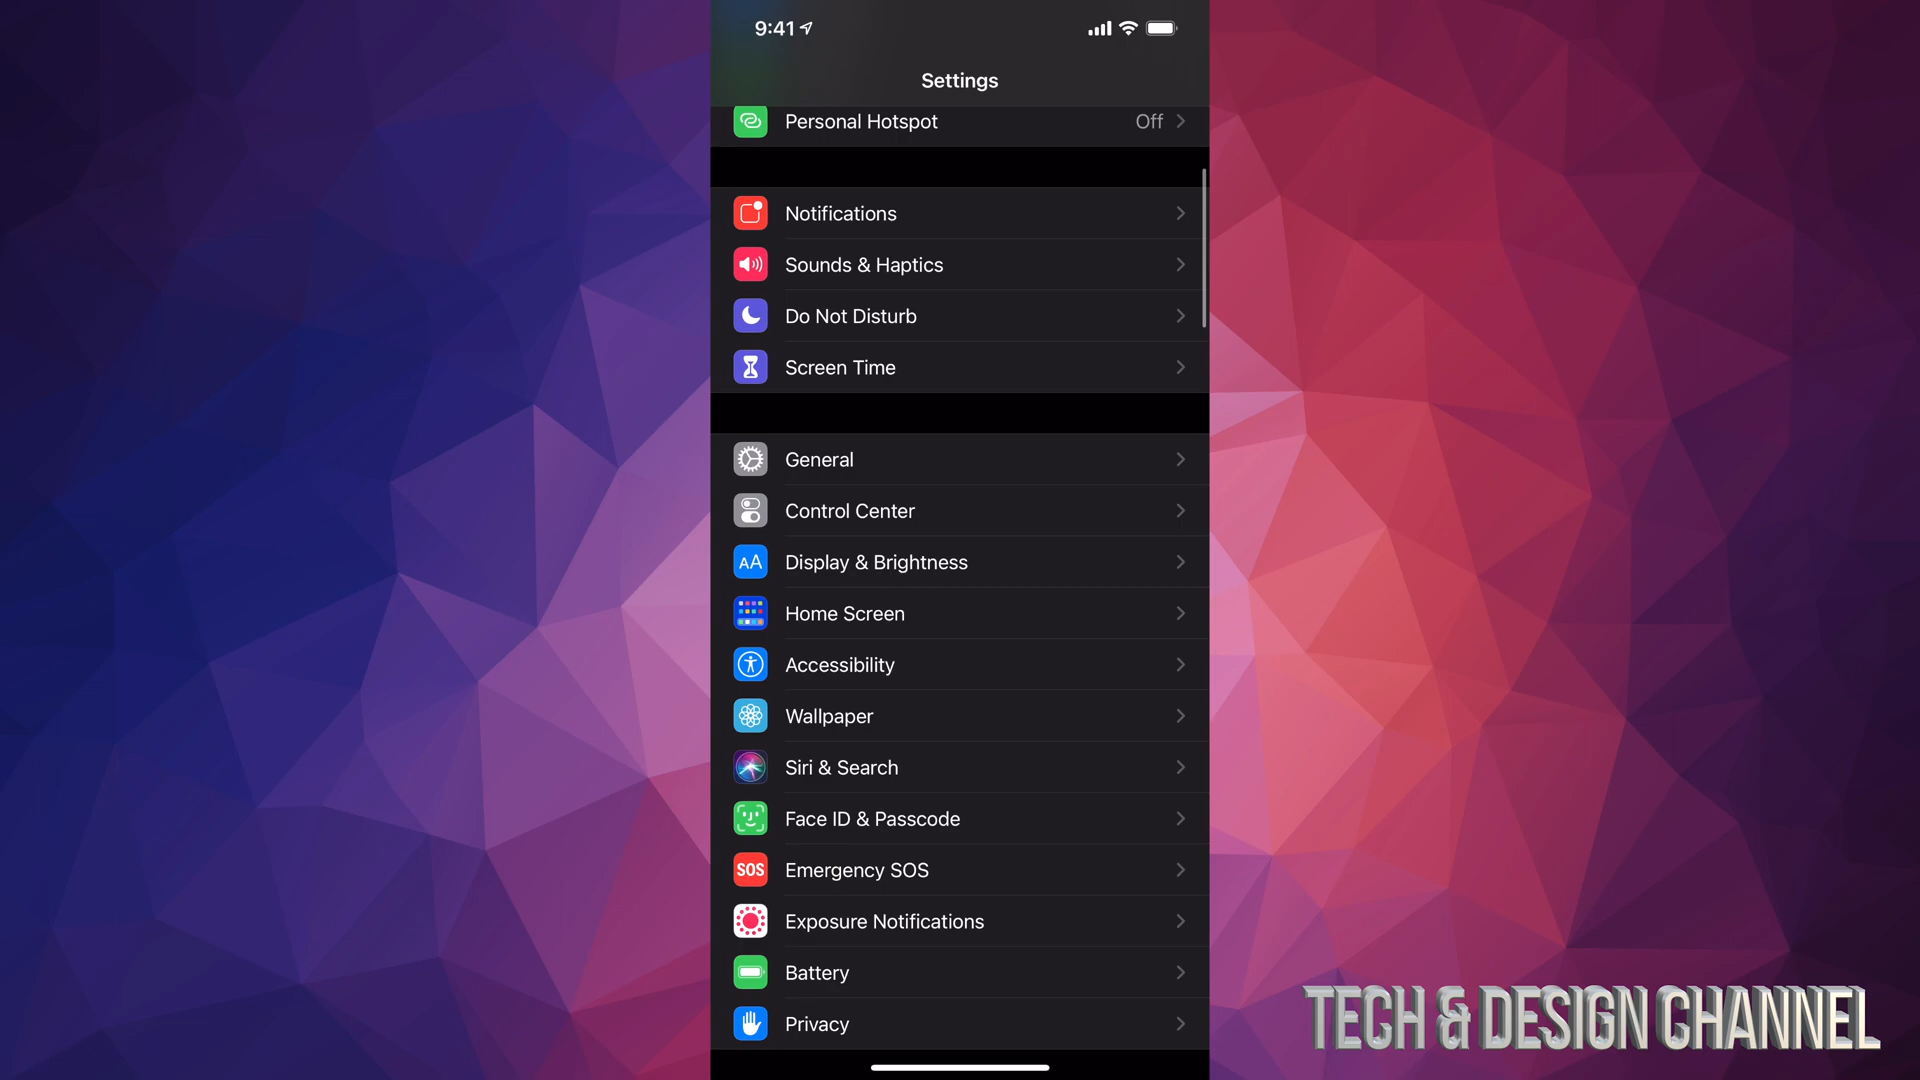 9:41
Settings
Personal Hotspot Off
Notifications
Sounds & Haptics
Do Not Disturb
Screen Time
General
Control Center
AA Display & Brightness
Home Screen
Accessibility
Wallpaper
Siri & Search
Face ID & Passcode
SOS Emergency SOS
Exposure Notifications
Battery
Privacy
TECH & DESIGN CHANNEL